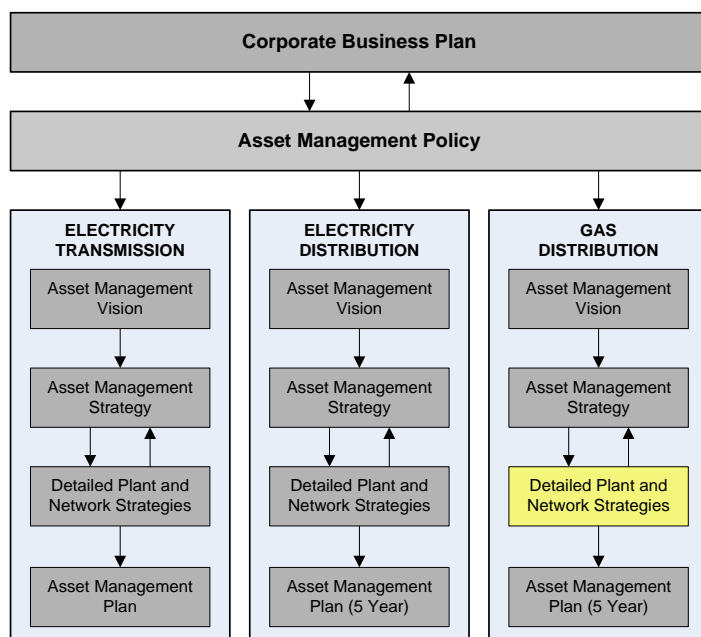 Corporate Business Plan
Asset Management Policy
ELECTRICITY
TRANSMISSION
Asset Management
Vision
Asset Management
Strategy
Detailed Plant and
Network Strategies
Asset Management
Plan
ELECTRICITY
DISTRIBUTION
Asset Management
Vision
Asset Management
Strategy
Detailed Plant and
Network Strategies
Asset Management
Plan (5 Year)
GAS
DISTRIBUTION
Asset Management
Vision
Asset Management
Strategy
Detailed Plant and
Network Strategies
Asset Management
Plan (5 Year)